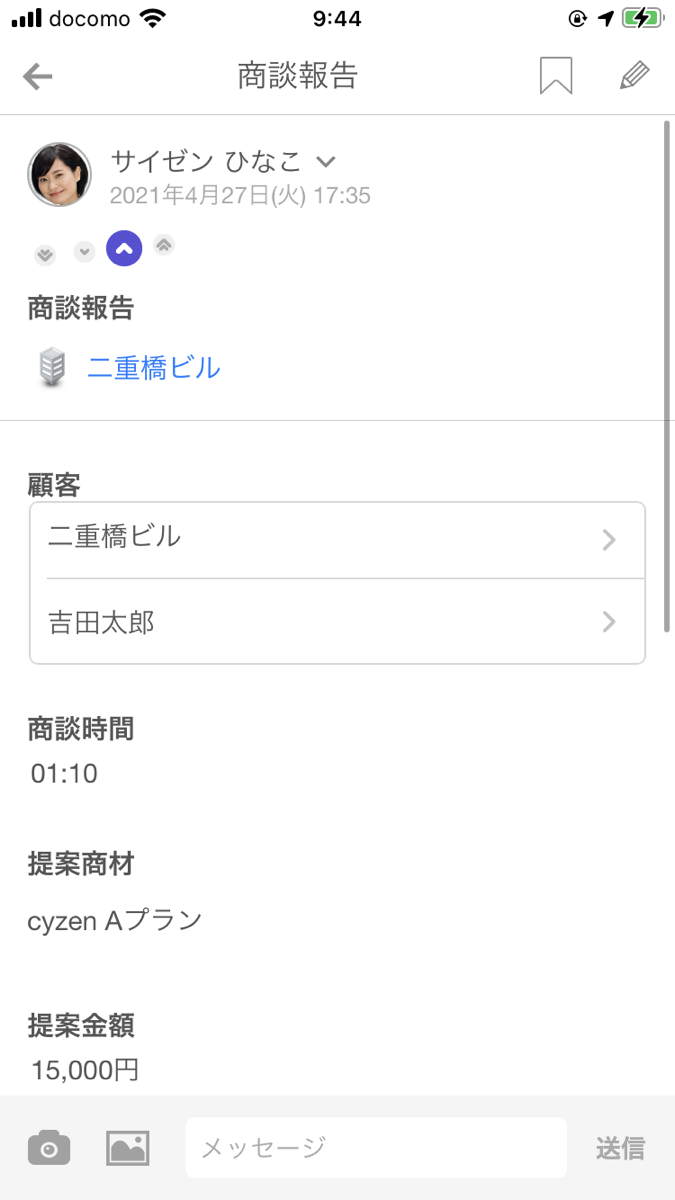 docomo 9:44
商談報告
サイゼン ひなこ
2021年4月27日(火) 17:35
商談報告
二重橋ビル
顧客
二重橋ビル
吉田太郎
商談時間
01:10
提案商材
cyzen Aプラン
提案金額
15,000円
メッセージ 送信